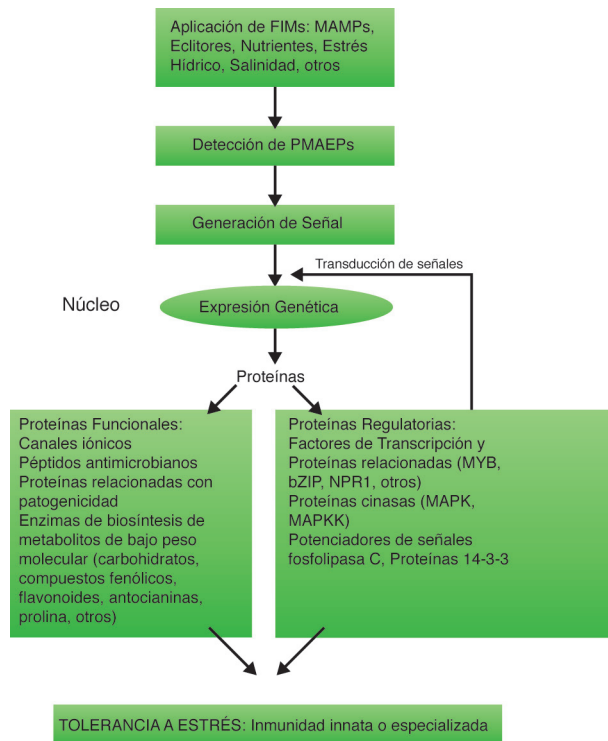 Aplicación de FIMs: MAMPs,
Eclitores, Nutrientes, Estrés
Hídrico, Salinidad, otros
Detección de PMAEPs
Generación de Señal
Transducción de señales
Núcleo
Expresión Genética
Proteínas
Proteínas Funcionales:
Canales iónicos
Péptidos antimicrobianos
Proteínas relacionadas con
patogenicidad
Enzimas de biosíntesis de
metabolitos de bajo peso
molecular (carbohidratos,
compuestos fenólicos,
flavonoides, antocianinas,
prolina, otros)
Proteínas Regulatorias:
Factores de Transcripción y
Proteínas relacionadas (MYB,
bZIP, NPR1, otros)
Proteínas cinasas (MAPK,
MAPKK)
Potenciadores de señales
fosfolipasa C, Proteínas 14-3-3
TOLERANCIA A ESTRÉS: Inmunidad innata o especializada